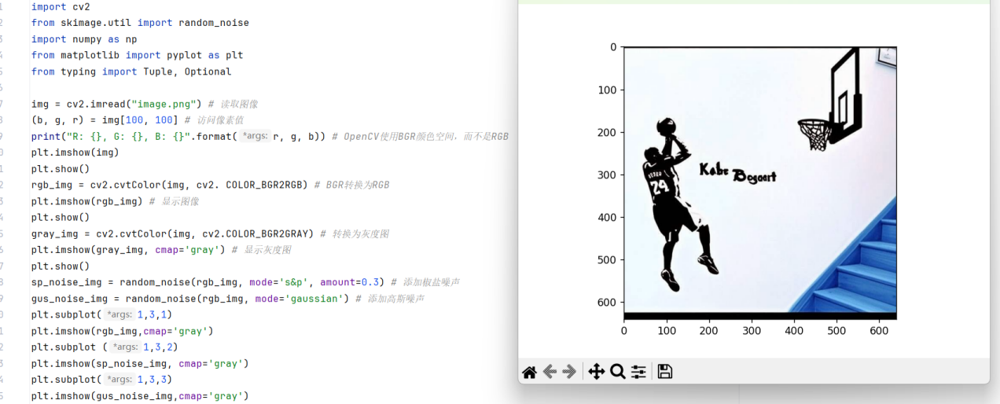 import cv2
from skimage.util import random_noise
import numpy as np
from matplotlib import pyplot as plt
from typing import Tuple, Optional
img = cv2.imread("image.png") # 读取图像
(b, g, r) = img[100, 100] # 访问像素值
print("R: {}, G: {}, B: {}".format( *args: r, g, b)) # OpenCV使用BGR颜色空间，而不是RGB
plt.imshow(img)
plt.show()
rgb_img = cv2.cvtColor(img, cv2. COLOR_BGR2RGB) # BGR转换为RGB
plt.imshow(rgb_img) # 显示图像
plt.show()
gray_img = cv2.cvtColor(img, cv2.COLOR_BGR2GRAY) # 转换为灰度图
plt.imshow(gray_img, cmap='gray') # 显示灰度图
plt.show()
sp_noise_img = random_noise(rgb_img, mode='s&p', amount=0.3) # 添加椒盐噪声
gus_noise_img = random_noise(rgb_img, mode='gaussian') # 添加高斯噪声
plt.subplot( *args: 1,3,1)
plt.imshow(rgb_img,cmap='gray')
plt.subplot ( *args: 1,3,2)
plt.imshow(sp_noise_img, cmap='gray')
plt.subplot( *args: 1,3,3)
plt.imshow(gus_noise_img,cmap='gray')
0
100
200
300
400
500
600
Kabe Bogaart
24
0 100 200 300 400 500 600